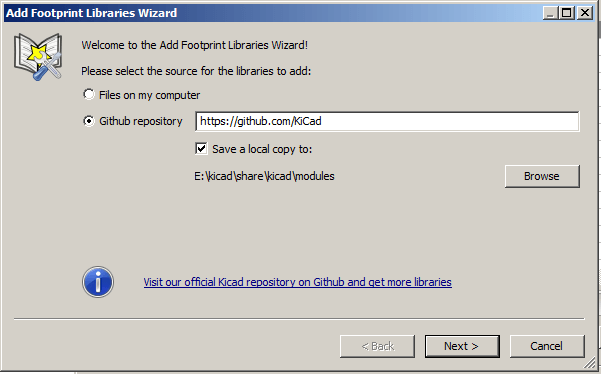 Add Footprint Libraries Wizard
Welcome to the Add Footprint Libraries Wizard!
Please select the source for the libraries to add:
Files on my computer
Github repository https://github.com/KiCad
Save a local copy to:
E:\kicad\share\kicad\modules Browse
Visit our official Kicad repository on Github and get more libraries
< Back Next > Cancel